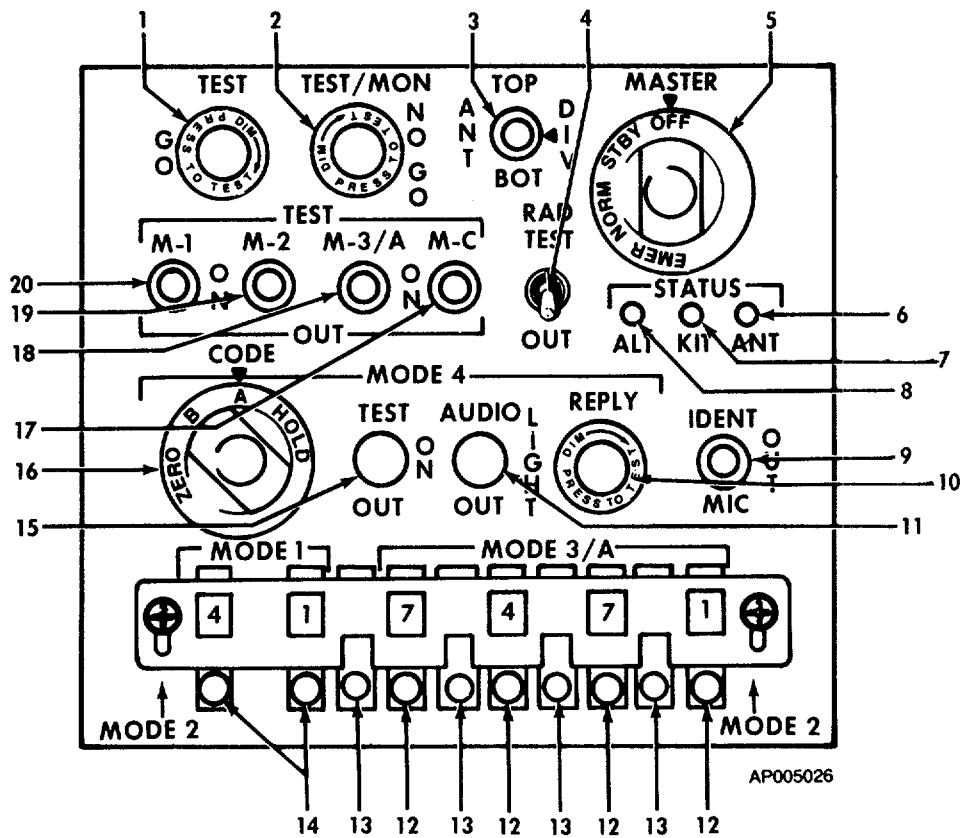 1 2 3 4 5
TEST TEST/MON TOP MASTER
GO
PRESS TO TEST DIM
PRESS TO TEST DIM
NO GO
ANT
DIV
BOT
STBY OFF
NORM
EMER
TEST
RAD
TEST
M-1 M-2 M-3/A M-C
20 ON ON
19
18 OUT OUT
STATUS
6
ALT KIT ANT
7
8
CODE
MODE 4
A
B
HOLD
ZERO
TEST AUDIO REPLY IDENT
17
16
ON
LIGHT
DIM
PRESS TO TEST
OUT
9
10
15 OUT OUT MIC
11
MODE 1 MODE 3/A
4 1 7 4 7 1
MODE 2 MODE 2
AP005026
14 13 12 13 12 13 12 13 12